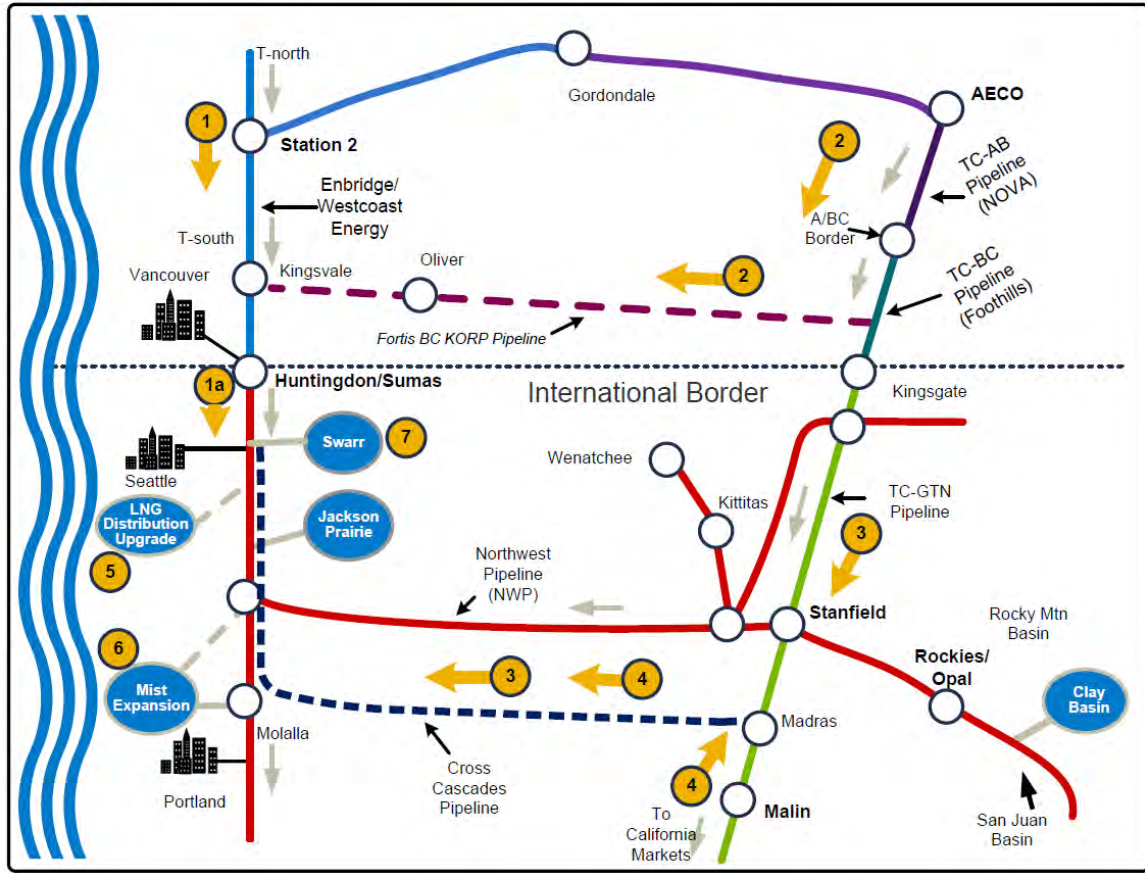 T-north
Gordondale
AECO
1
Station 2
2
TC-AB
Pipeline
(NOVA)
Enbridge/
Westcoast
Energy
A/BC
Border
T-south
Vancouver
Kingsvale
Oliver
2
TC-BC
Pipeline
(Foothills)
Fortis BC KORP Pipeline
1a
Huntingdon/Sumas
International Border
Kingsgate
Swarr
7
Wenatchee
Seattle
Kittitas
TC-GTN
Pipeline
LNG
Distribution
Upgrade
Jackson
Prairie
3
5
Northwest
Pipeline
(NWP)
Stanfield
Rocky Mtn
Basin
6
Rockies/
Opal
Mist
Expansion
3
4
Clay
Basin
Molalla
Madras
Cross
Cascades
Pipeline
4
Portland
To
California
Markets
Malin
San Juan
Basin